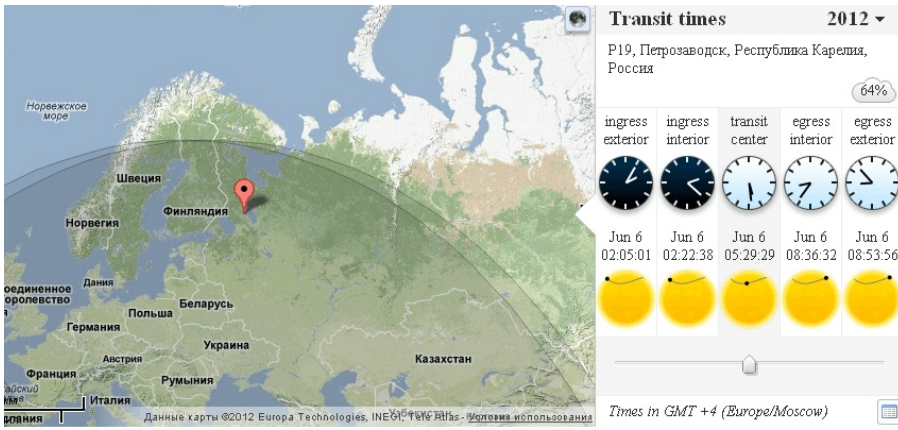 Норвежское
море
Швеция
Финляндия
Норвегия
Дания
оединенное
оролевство
Беларусь
Польша
Германия
Украина
Австрия
Казахстан
Франция
Румыния
Италия
Данные карты ©2012 Europa Technologies, INEGI, Tele Atlas - Условия использования
Transit times 2012
P19, Петрозаводск, Республика Карелия,
Россия
64%
ingress ingress transit egress egress
exterior interior center interior exterior
Jun 6 Jun 6 Jun 6 Jun 6 Jun 6
02:05:01 02:22:38 05:29:29 08:36:32 08:53:56
Times in GMT +4 (Europe/Moscow)